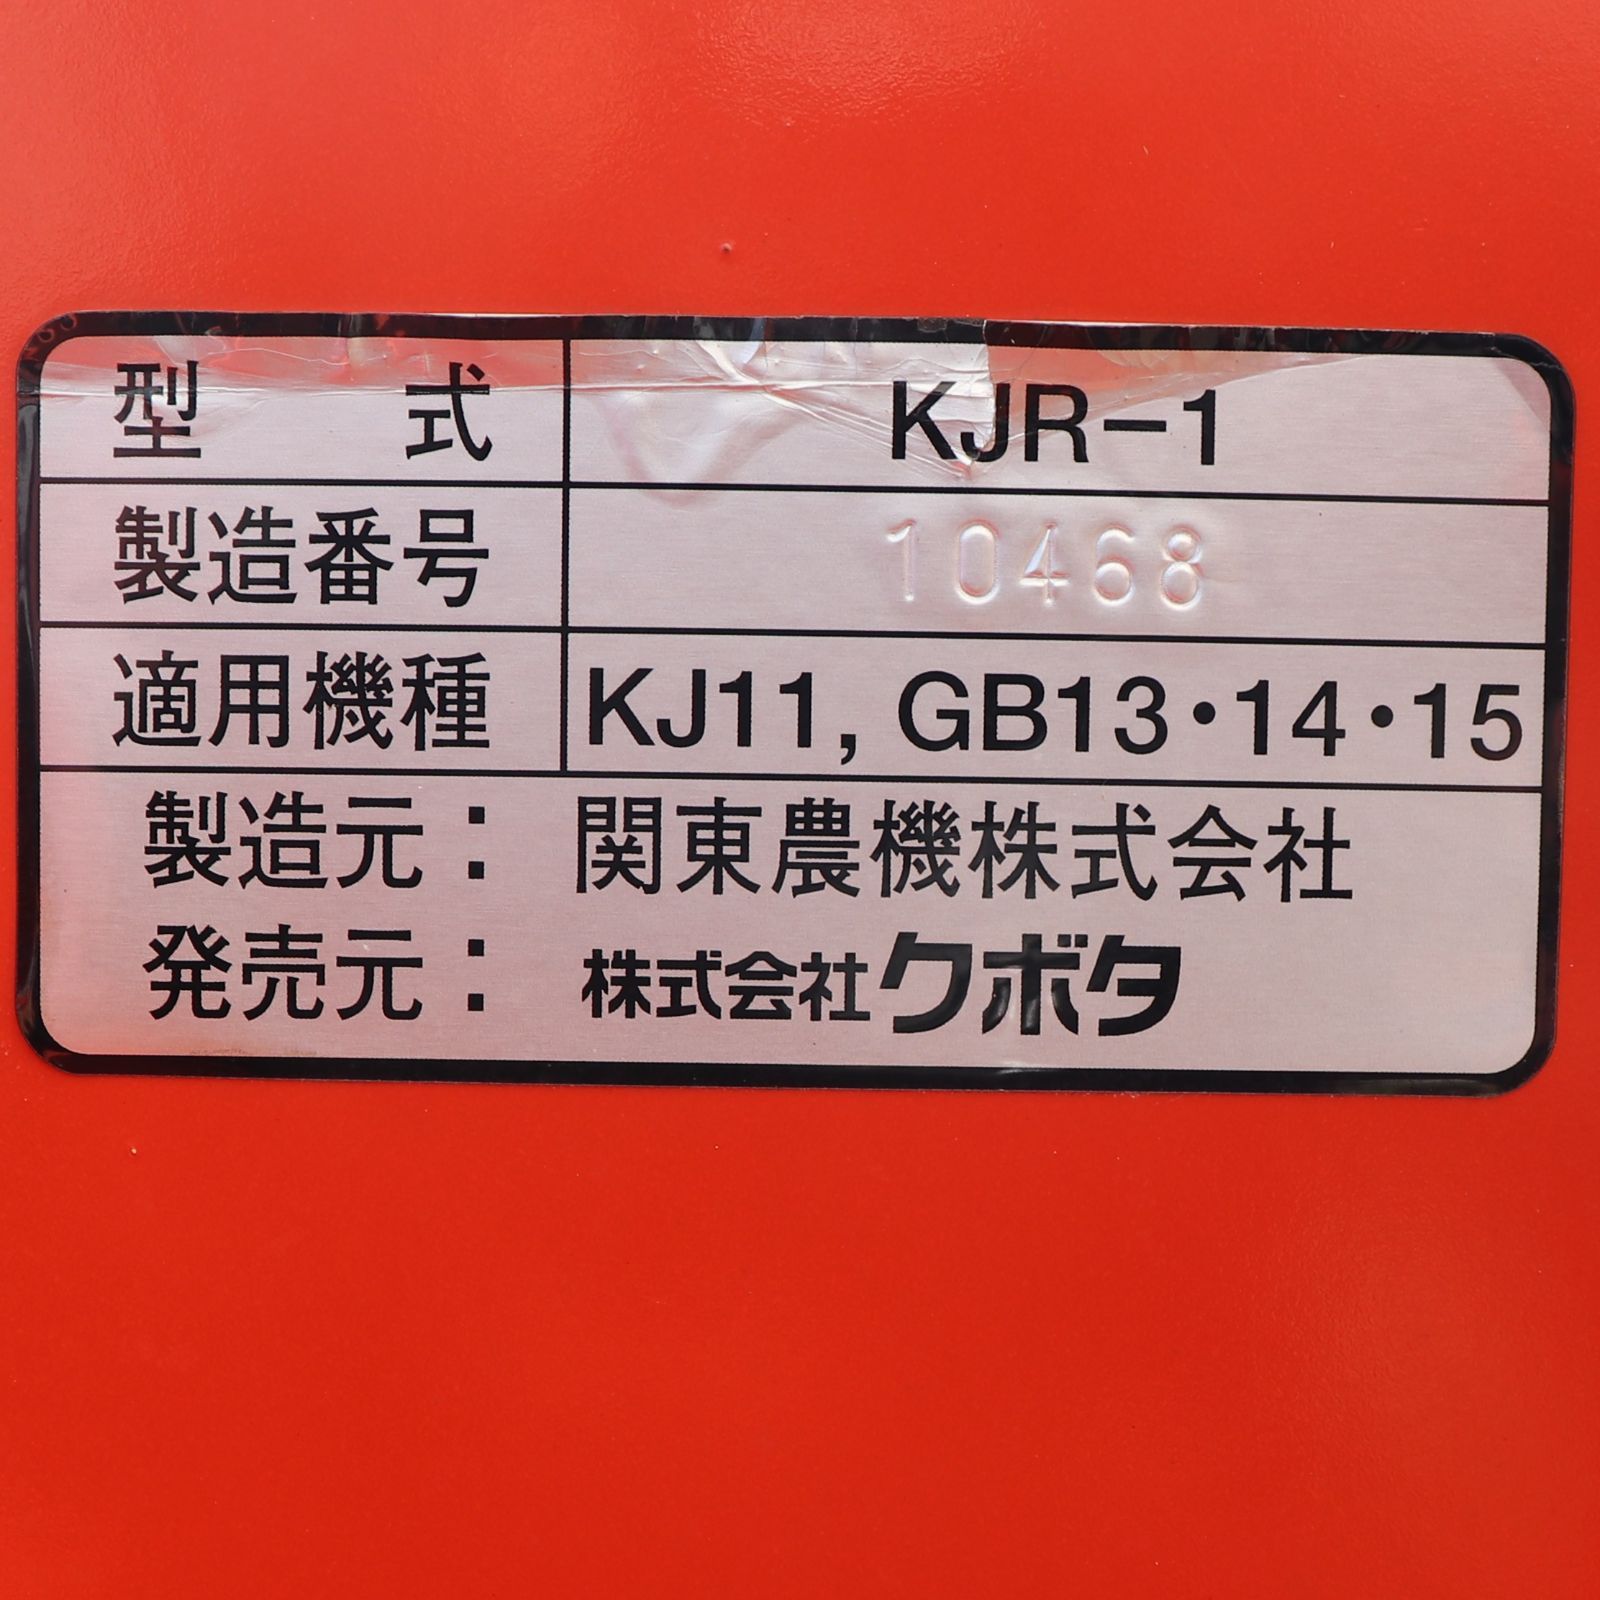 型式 KJR-1
製造番号 10468
適用機種 KJ11, GB13・14・15
製造元: 関東農機株式会社
発売元: 株式会社クボタ